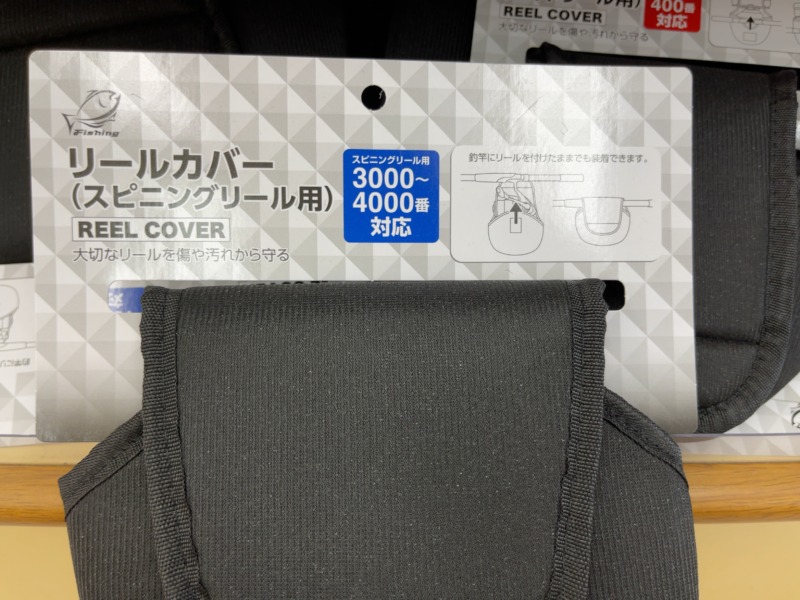 Fishing
リールカバー
(スピニングリール用)
REEL COVER
大切なリールを傷や汚れから守る
スピニングリール用
3000～
4000番
対応
釣竿にリールを付けたままでも装着できます。
REEL COVER
大切なリールを傷や汚れから守る
400番
対応